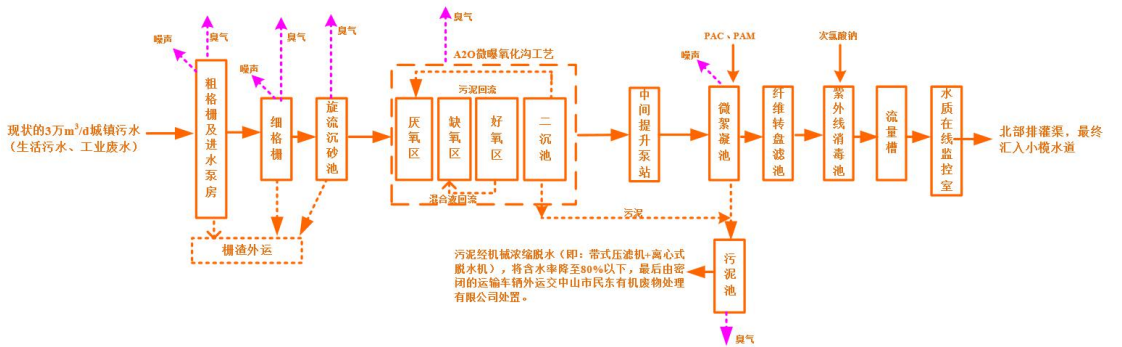 臭气
臭气
臭气
臭气
噪声
噪声
噪声
PAC、PAM
次氯酸钠
A2O微曝氧化沟工艺
污泥回流
现状的3万m³/d城镇污水
（生活污水、工业废水）
粗格栅及进水泵房
细格栅
旋流沉砂池
厌氧区
缺氧区
好氧区
二沉池
混合液回流
中间提升泵站
微絮凝池
纤维转盘滤池
紫外线消毒池
流量槽
水质在线监控室
北部排灌渠，最终
汇入小榄水道
污泥
栅渣外运
污泥经机械浓缩脱水（即：带式压滤机+离心式
脱水机），将含水率降至80%以下，最后由密
闭的运输车辆外运交中山市民东有机废物处理
有限公司处置。
污泥池
臭气